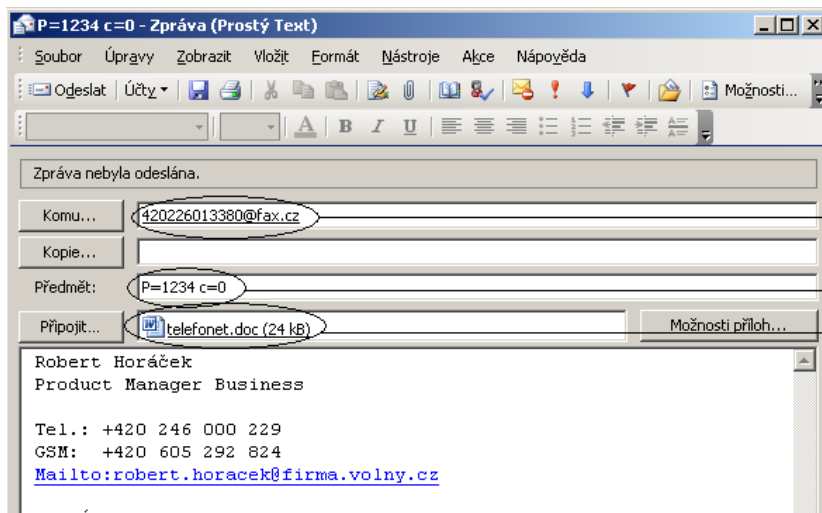 P=1234 c=0 - Zpráva (Prostý Text)
Soubor Úpravy Zobrazit Vložit Formát Nástroje Akce Nápověda
Odeslat Účty Možnosti...
A B I U
Zpráva nebyla odeslána.
Komu... 420226013380@fax.cz
Kopie...
Předmět: P=1234 c=0
Připojit... telefonet.doc (24 kB) Možnosti příloh...
Robert Horáček
Product Manager Business
Tel.: +420 246 000 229
GSM: +420 605 292 824
Mailto:robert.horacek@firma.volny.cz